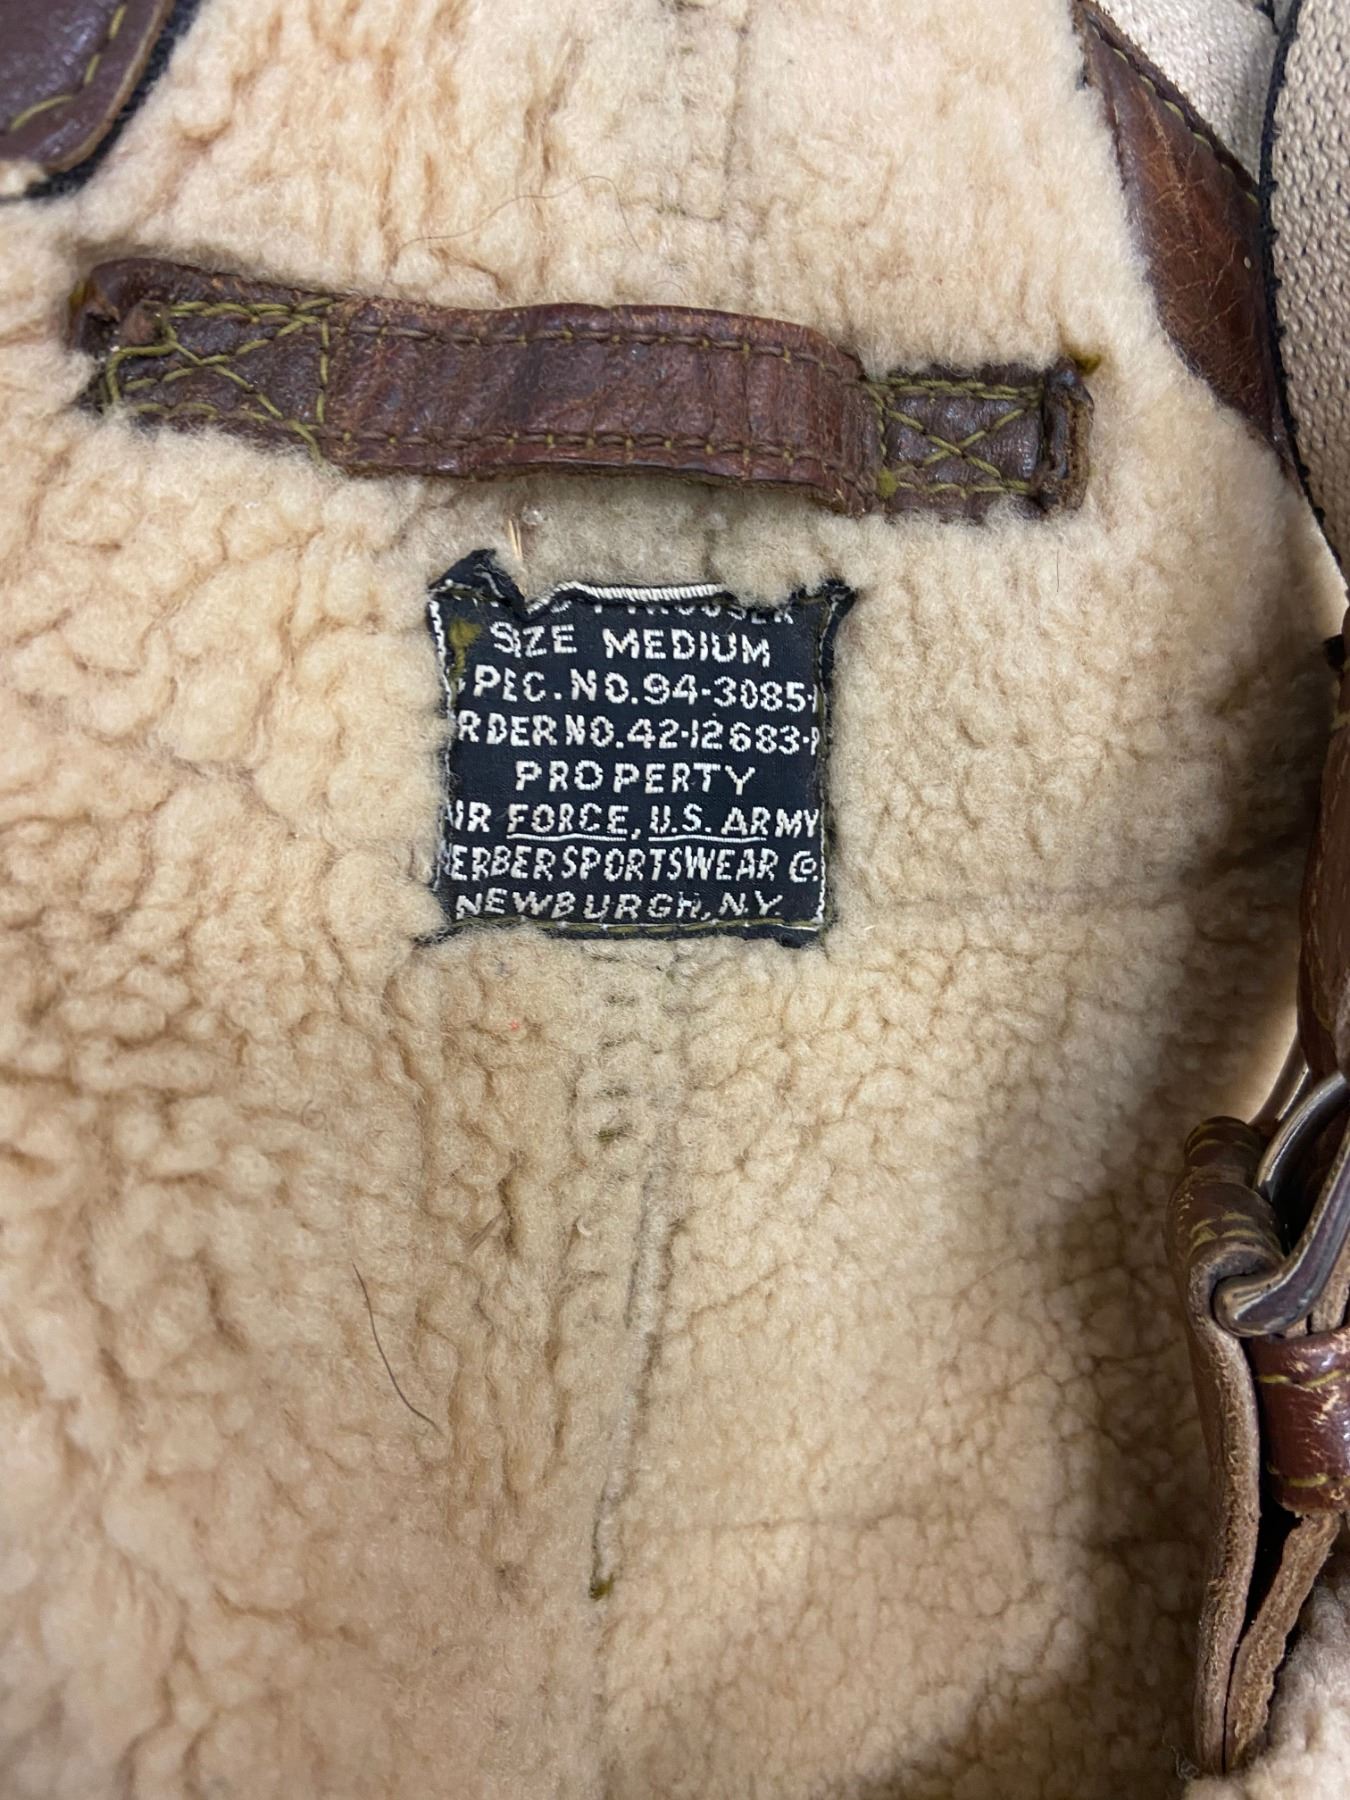 SIZE MEDIUM
PEC. NO. 94-3085-
RDER NO. 42-12683-P
PROPERTY
IR FORCE, U.S. ARMY
ERBER SPORTSWEAR CO.
NEWBURGH, N.Y.